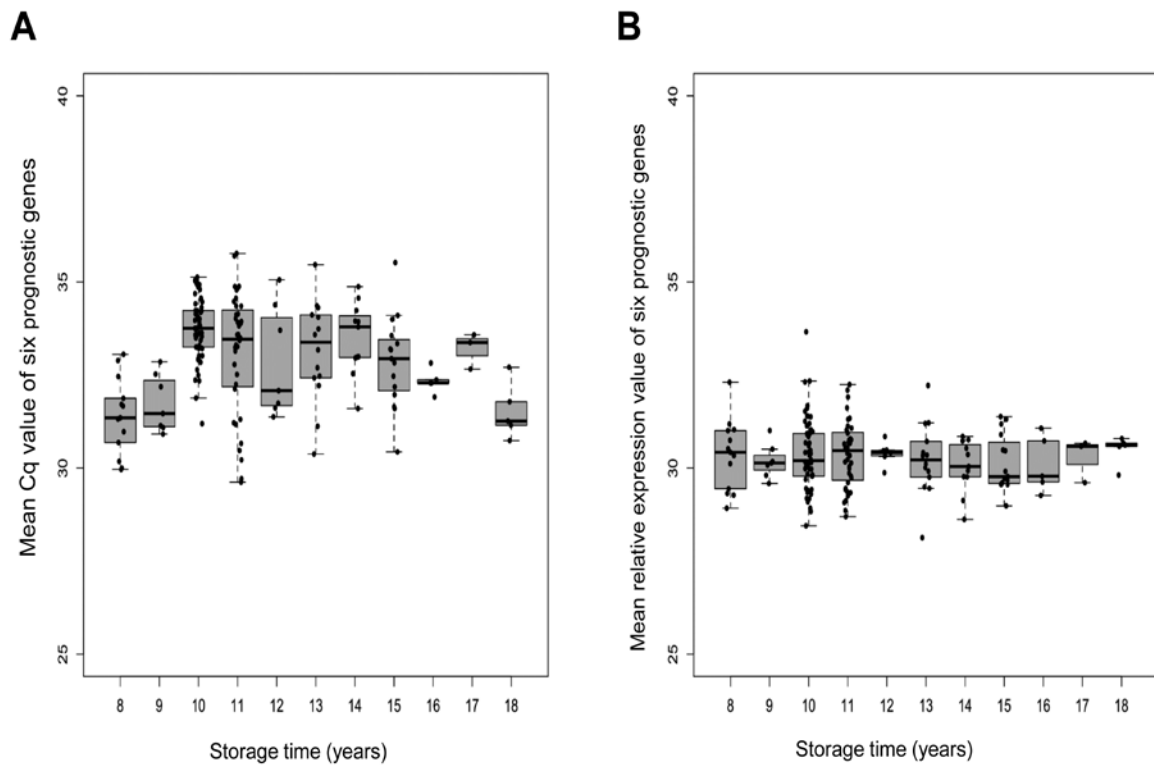 A
B
Mean Cq value of six prognostic genes
40
35
30
25
8 9 10 11 12 13 14 15 16 17 18
Storage time (years)
Mean relative expression value of six prognostic genes
40
35
30
25
8 9 10 11 12 13 14 15 16 17 18
Storage time (years)